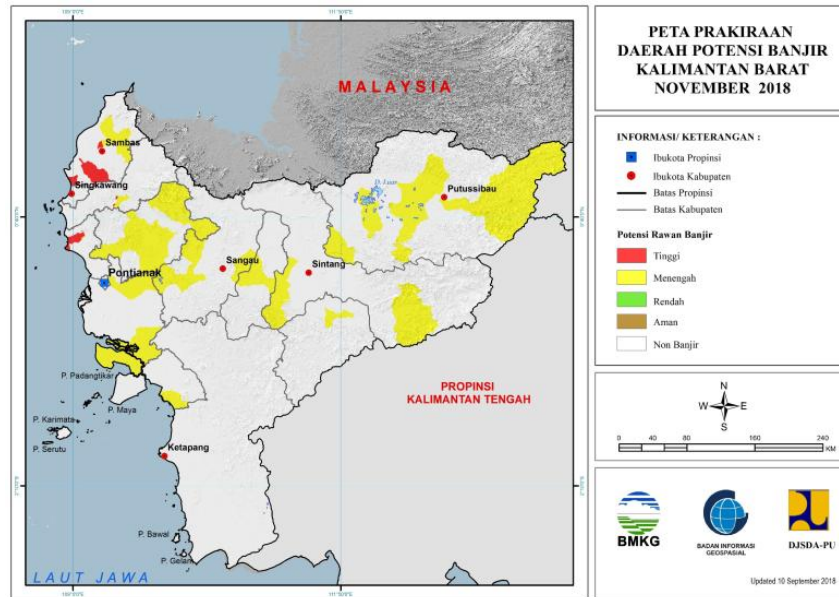 PETA PRAKIRAAN
DAERAH POTENSI BANJIR
KALIMANTAN BARAT
NOVEMBER 2018
INFORMASI/ KETERANGAN :
Ibukota Propinsi
Ibukota Kabupaten
Batas Propinsi
Batas Kabupaten
Potensi Rawan Banjir
Tinggi
Menengah
Rendah
Aman
Non Banjir
N
W E
S
0 40 80 160 240
KM
BMKG
BADAN INFORMASI
GEOSPASIAL
DJSDA-PU
Updated 10 September 2018
MALAYSIA
Sambas
Singkawang
D. Luar
Putussibau
Sangau
Sintang
Pontianak
P. Padangtikar
P. Maya
P. Karimata
P. Serutu
PROPINSI
KALIMANTAN TENGAH
Ketapang
P. Bawal
P. Gelam
LAUT JAWA